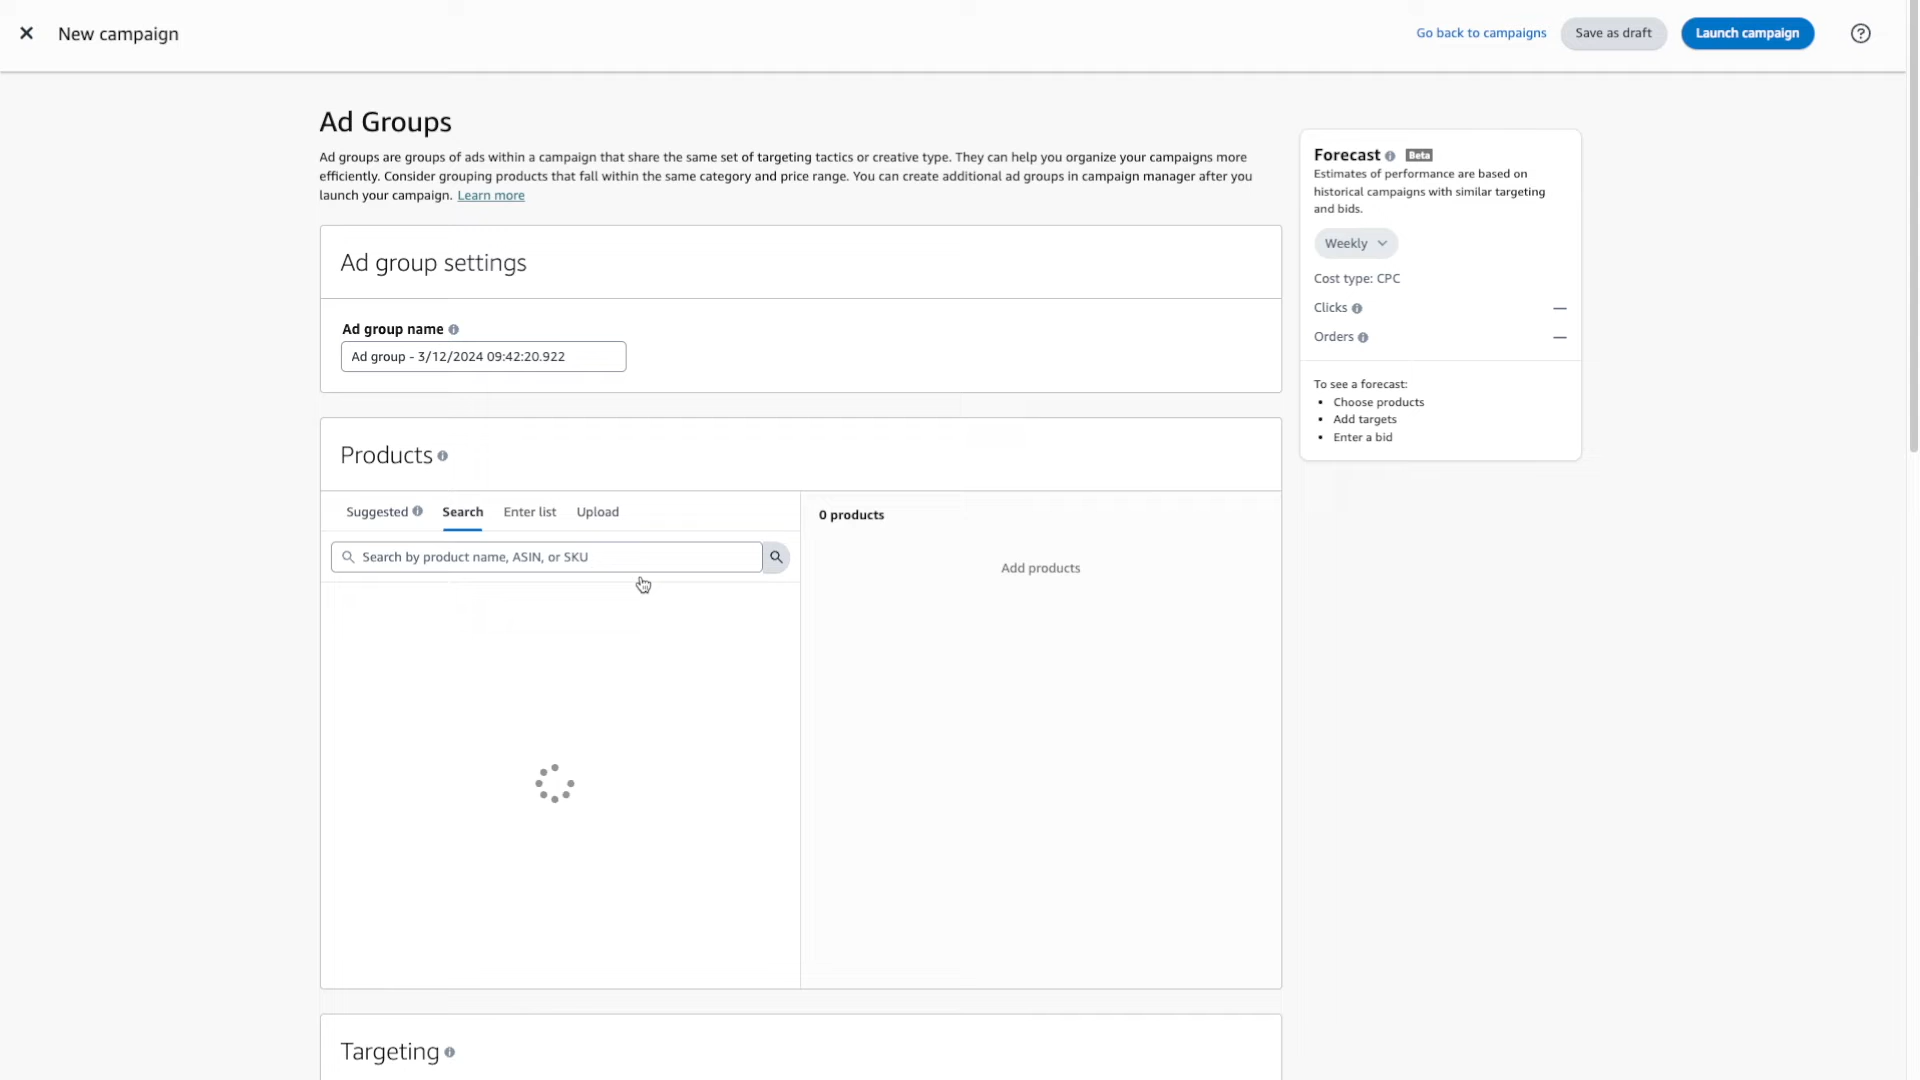 New campaign
Go back to campaigns
Save as draft
Launch campaign
Ad Groups
Ad groups are groups of ads within a campaign that share the same set of targeting tactics or creative type. They can help you organize your campaigns more
efficiently. Consider grouping products that fall within the same category and price range. You can create additional ad groups in campaign manager after you
launch your campaign. Learn more
Ad group settings
Ad group name
Ad group - 3/12/2024 09:42:20.922
Products
Suggested
Search
Enter list
Upload
Search by product name, ASIN, or SKU
0 products
Add products
Targeting
Forecast Beta
Estimates of performance are based on
historical campaigns with similar targeting
and bids.
Weekly
Cost type: CPC
Clicks —
Orders —
To see a forecast:
• Choose products
• Add targets
• Enter a bid